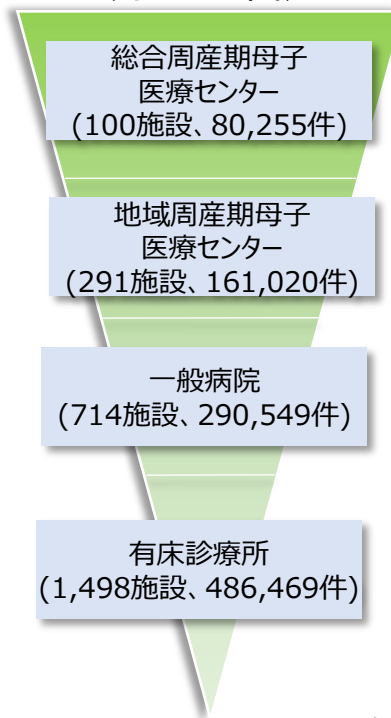 総合周産期母子
医療センター
(100施設、80,255件)
地域周産期母子
医療センター
(291施設、161,020件)
一般病院
(714施設、290,549件)
有床診療所
(1,498施設、486,469件)